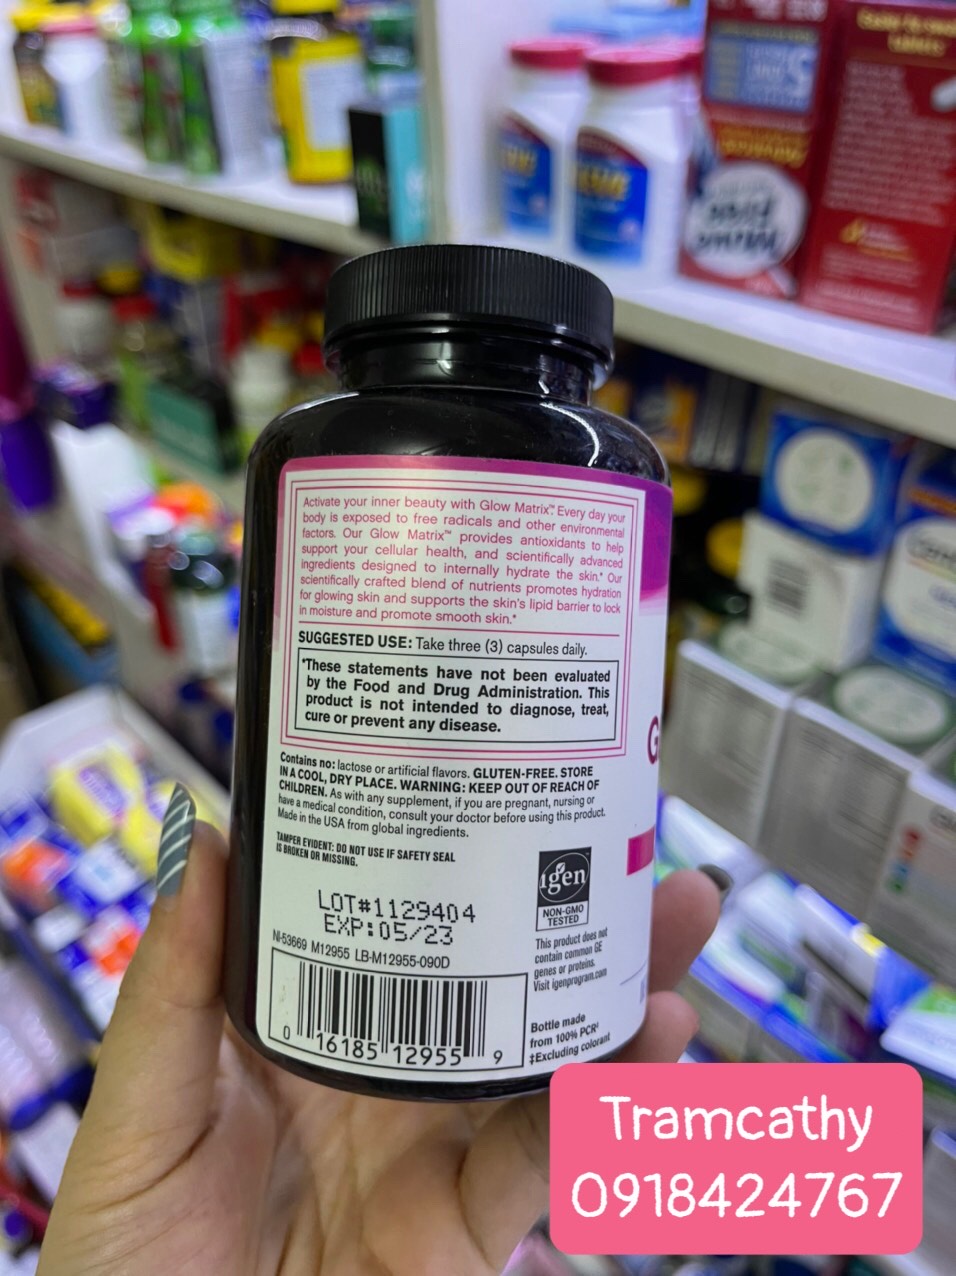 Activate your inner beauty with Glow Matrix™ Every day your
body is exposed to free radicals and other environmental
factors. Our Glow Matrix™ provides antioxidants to help
support your cellular health, and scientifically advanced
ingredients designed to internally hydrate the skin.* Our
scientifically crafted blend of nutrients promotes hydration
for glowing skin and supports the skin's lipid barrier to lock
in moisture and promote smooth skin.*
SUGGESTED USE: Take three (3) capsules daily.
*These statements have not been evaluated
by the Food and Drug Administration. This
product is not intended to diagnose, treat,
cure or prevent any disease.
Contains no: lactose or artificial flavors. GLUTEN-FREE. STORE
IN A COOL, DRY PLACE. WARNING: KEEP OUT OF REACH OF
CHILDREN. As with any supplement, if you are pregnant, nursing or
have a medical condition, consult your doctor before using this product.
Made in the USA from global ingredients.
TAMPER EVIDENT: DO NOT USE IF SAFETY SEAL
IS BROKEN OR MISSING.
LOT#1129404
EXP:05/23
NI-53669 M12955 LB-M12955-090D
0 16185 12955 9
igen
NON-GMO
TESTED
This product does not
contain common GE
genes or proteins.
Visit igenprogram.com
Bottle made
from 100% PCR‡
‡Excluding colorant
G
Easier to swallow
tablets
Tramcathy
0918424767